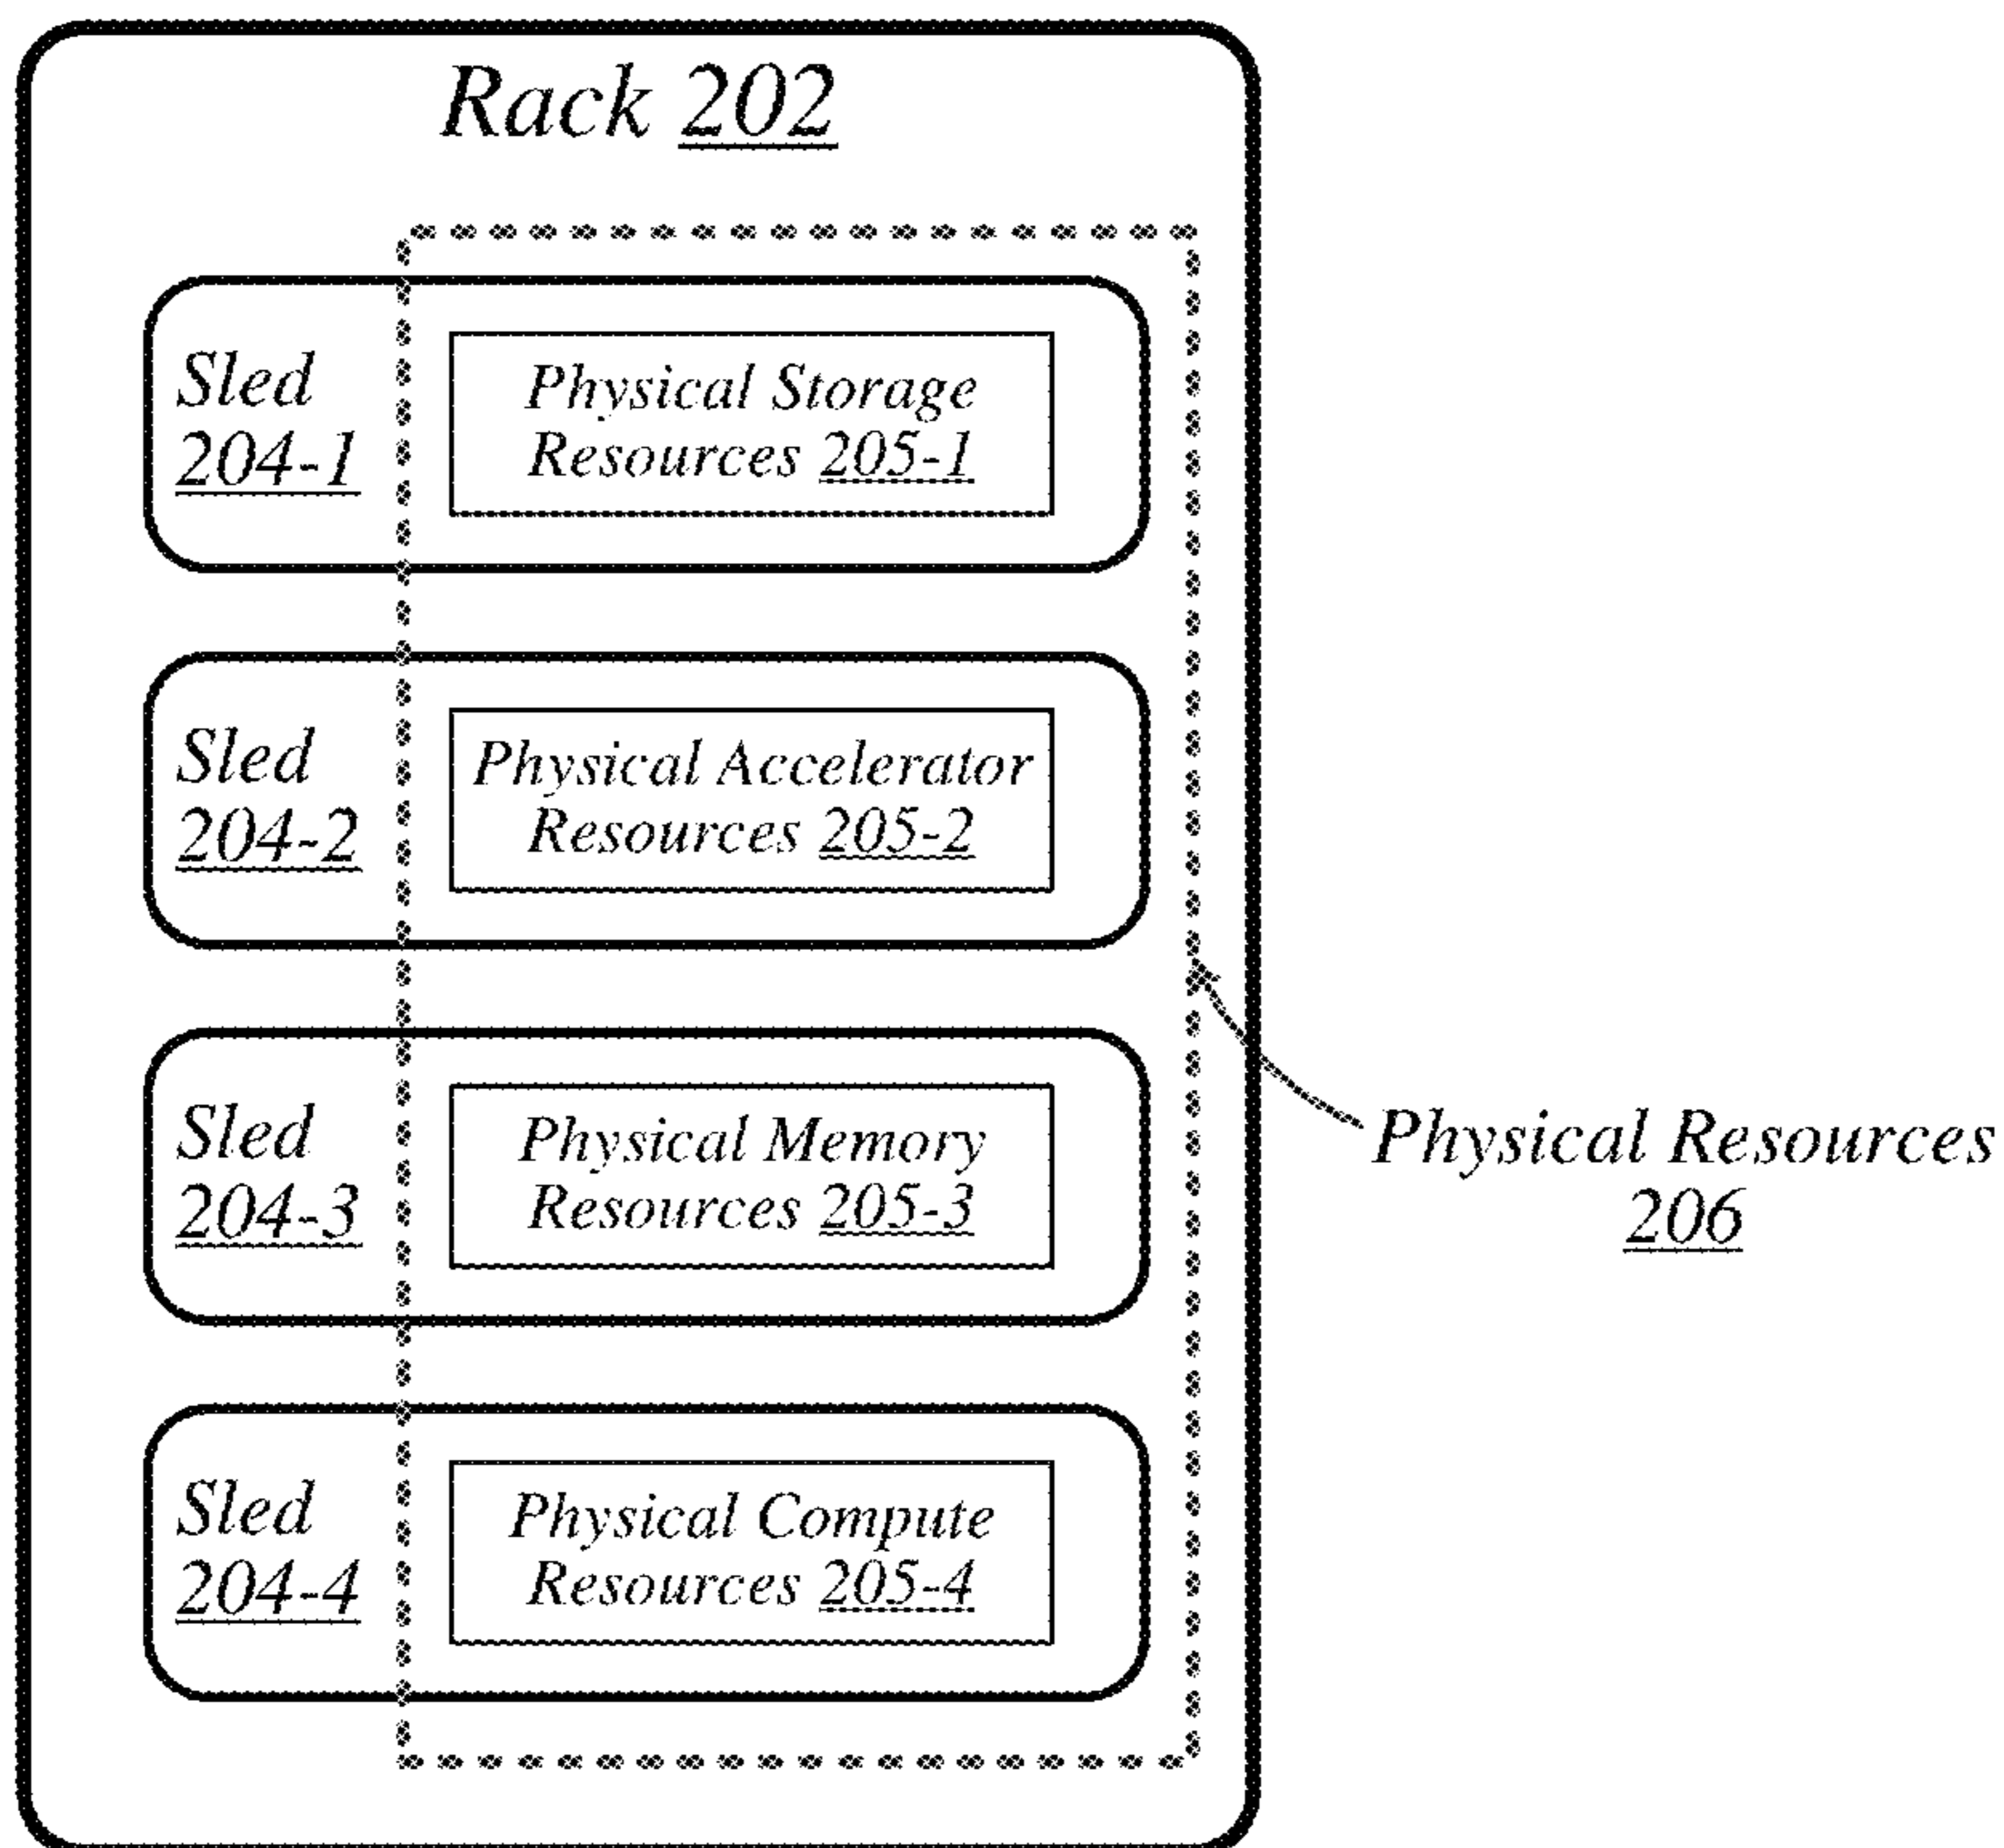 Rack 202
Sled
204-1
Physical Storage
Resources 205-1
Sled
204-2
Physical Accelerator
Resources 205-2
Sled
204-3
Physical Memory
Resources 205-3
Sled
204-4
Physical Compute
Resources 205-4
Physical Resources
206